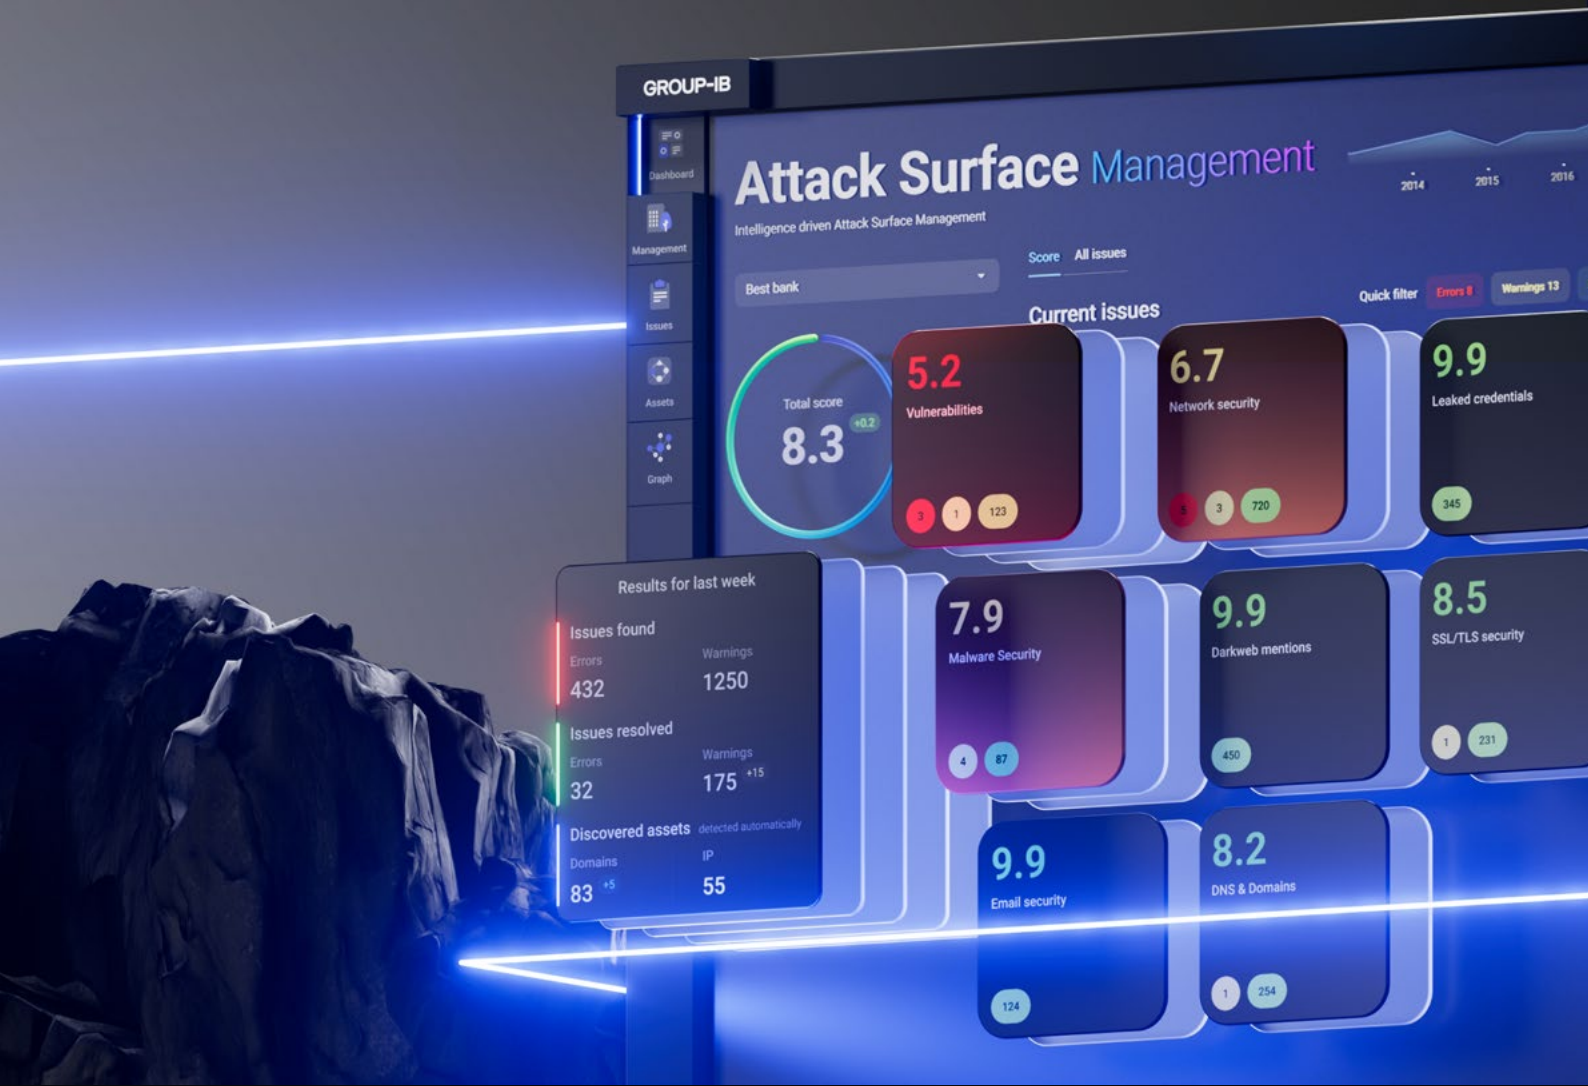 GROUP-IB
Dashboard
Management
Issues
Assets
Graph
Attack Surface Management
Intelligence driven Attack Surface Management
2014
2015
2016
Best bank
Score
All issues
Current issues
Quick filter
Errors 8
Warnings 13
Total score
8.3
+0.2
5.2
Vulnerabilities
3
1
123
6.7
Network security
5
3
720
9.9
Leaked credentials
345
7.9
Malware Security
4
87
9.9
Darkweb mentions
450
8.5
SSL/TLS security
1
231
9.9
Email security
124
8.2
DNS & Domains
1
254
Results for last week
Issues found
Errors
Warnings
432
1250
Issues resolved
Errors
Warnings
32
175 +15
Discovered assets detected automatically
Domains
IP
83 +5
55